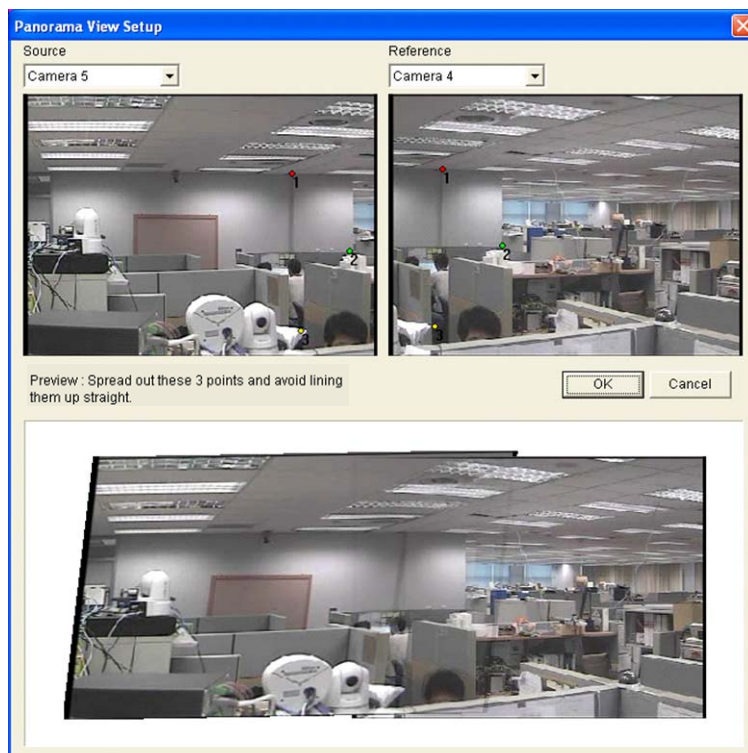 Panorama View Setup
Source
Reference
Camera 5
Camera 4
1
1
2
2
3
3
Preview : Spread out these 3 points and avoid lining
them up straight.
OK
Cancel